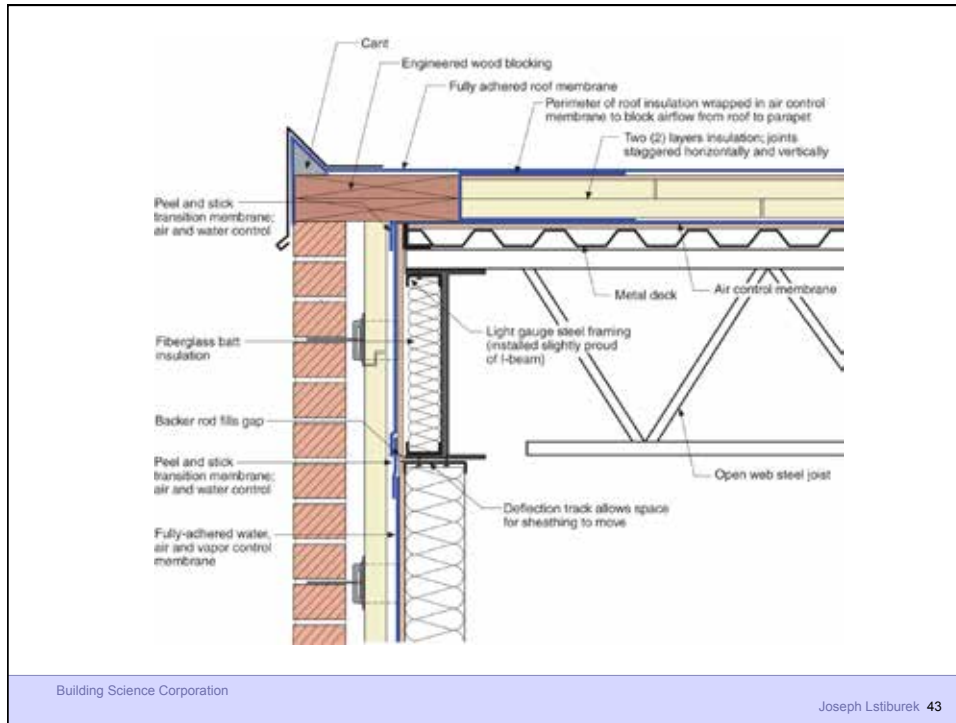 Cant
Engineered wood blocking
Fully adhered roof membrane
Perimeter of roof insulation wrapped in air control
membrane to block airflow from roof to parapet
Two (2) layers insulation; joints
staggered horizontally and vertically
Peel and stick
transition membrane;
air and water control
Metal deck
Air control membrane
Fiberglass batt
insulation
Light gauge steel framing
(installed slightly proud
of I-beam)
Backer rod fills gap
Peel and stick
transition membrane;
air and water control
Open web steel joist
Deflection track allows space
for sheathing to move
Fully-adhered water,
air and vapor control
membrane
Building Science Corporation
Joseph Lstiburek 43